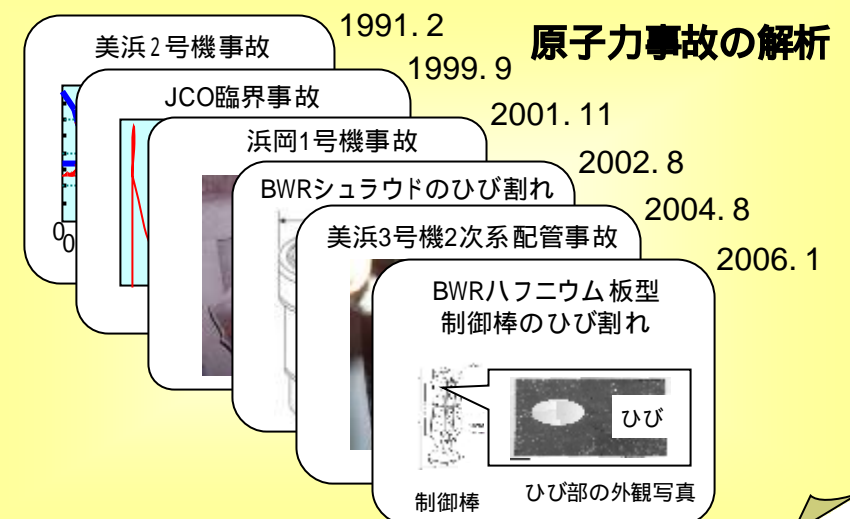 原子力事故の解析
美浜2号機事故
1991. 2
JCO臨界事故
1999. 9
浜岡1号機事故
2001. 11
BWRシュラウドのひび割れ
2002. 8
美浜3号機2次系配管事故
2004. 8
BWRハフニウム板型
制御棒のひび割れ
2006. 1
0
0
ひび
制御棒
ひび部の外観写真